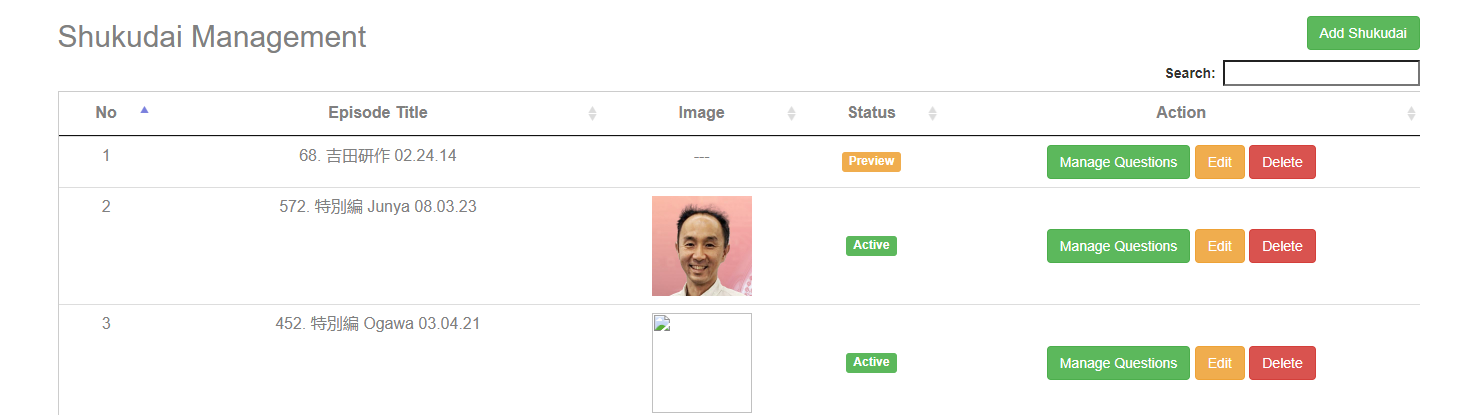 Shukudai Management
Add Shukudai
Search:
No Episode Title Image Status Action
1 68. 吉田研作 02.24.14 --- Preview Manage Questions Edit Delete
2 572. 特別編 Junya 08.03.23 Active Manage Questions Edit Delete
3 452. 特別編 Ogawa 03.04.21 Active Manage Questions Edit Delete